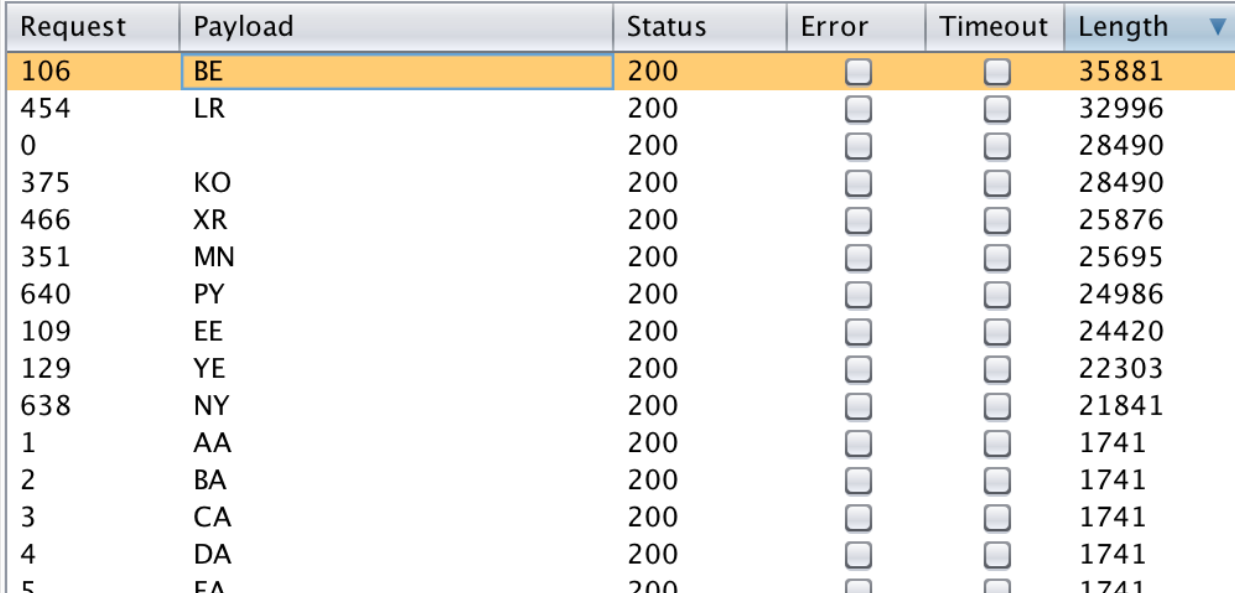 Request Payload Status Error Timeout Length
106 BE 200 35881
454 LR 200 32996
0 200 28490
375 KO 200 28490
466 XR 200 25876
351 MN 200 25695
640 PY 200 24986
109 EE 200 24420
129 YE 200 22303
638 NY 200 21841
1 AA 200 1741
2 BA 200 1741
3 CA 200 1741
4 DA 200 1741
5 EA 200 1741